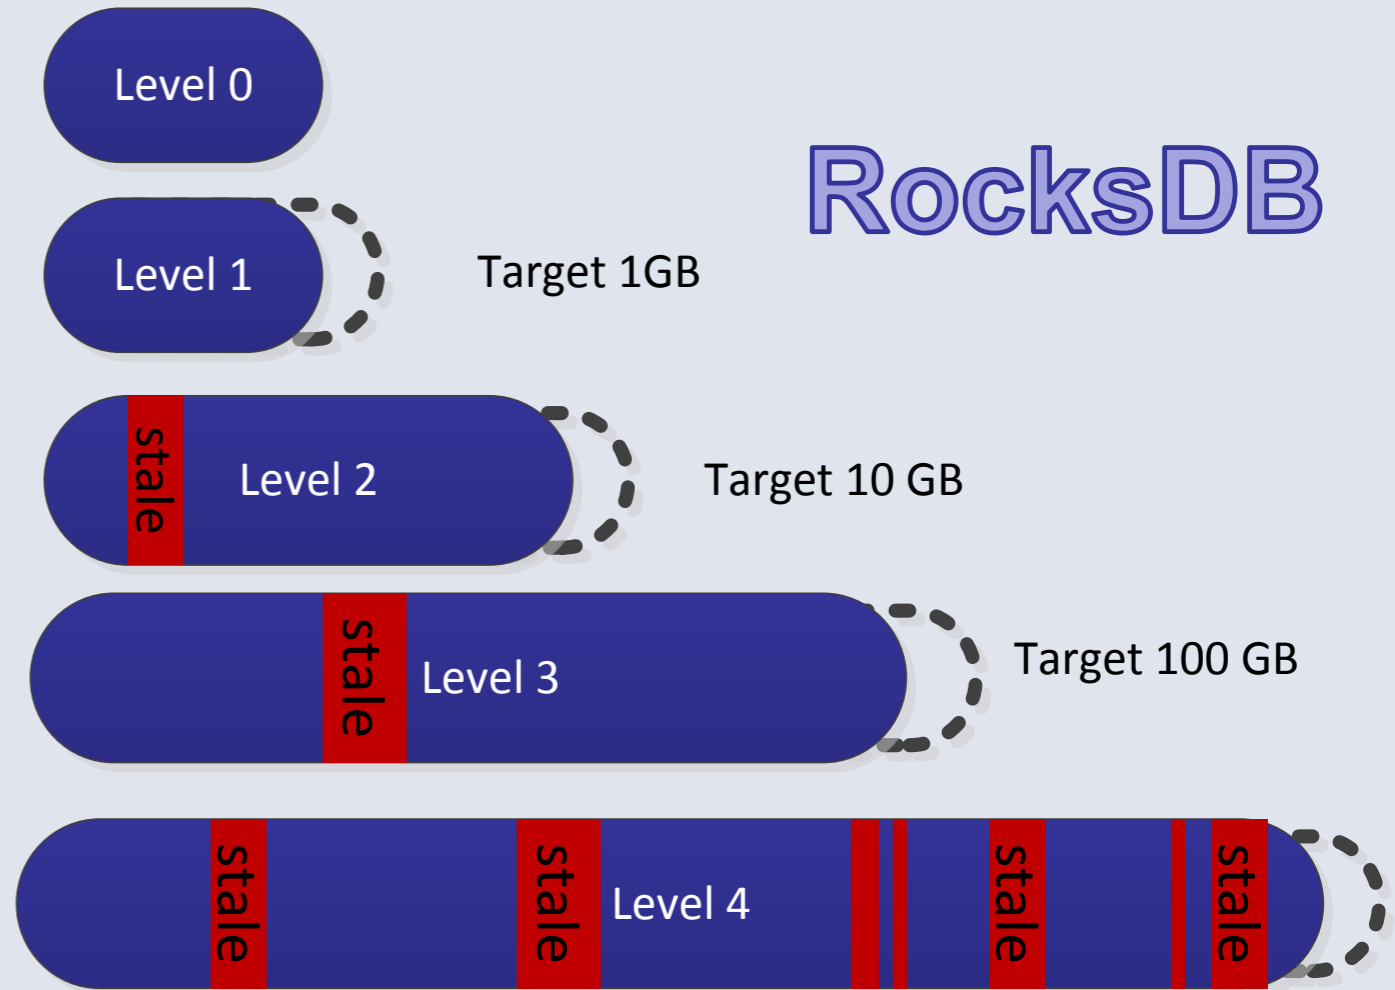 Level 0
RocksDB
Level 1
Target 1GB
stale
Level 2
Target 10 GB
stale
Level 3
Target 100 GB
stale
stale
Level 4
stale
stale